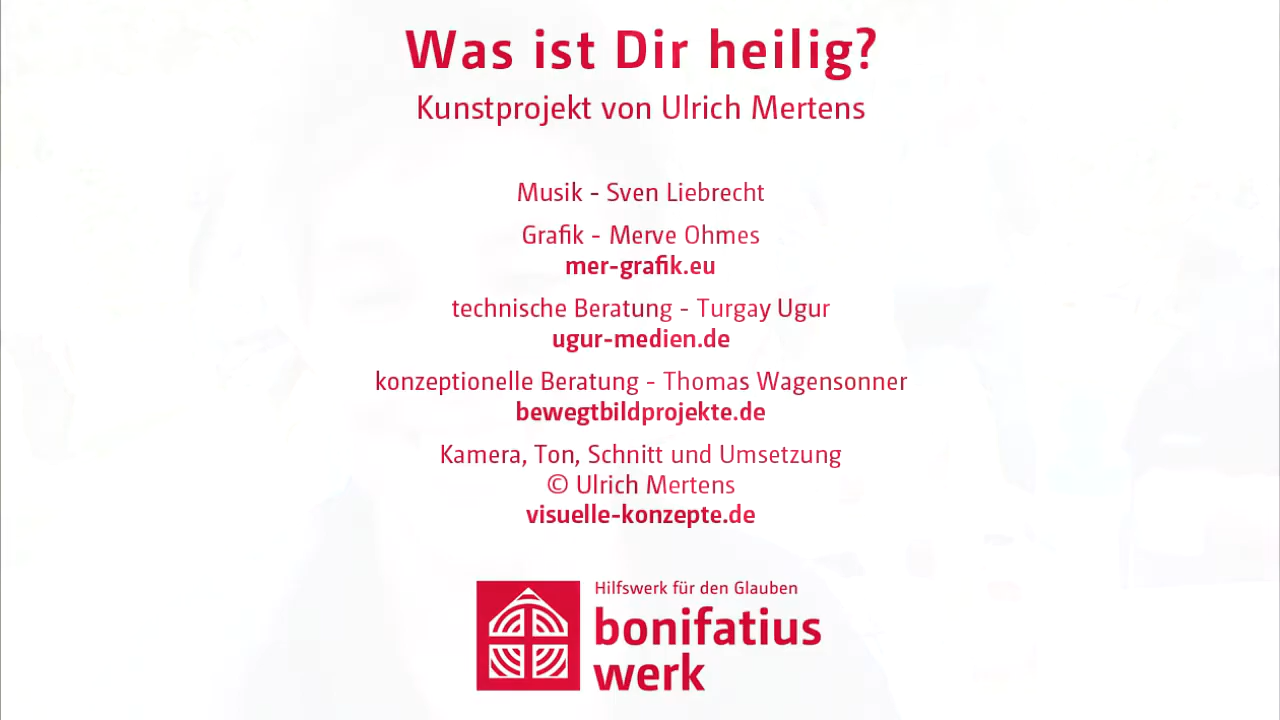 Was ist Dir heilig?
Kunstprojekt von Ulrich Mertens
Musik - Sven Liebrecht
Grafik - Merve Ohmes
mer-grafik.eu
technische Beratung - Turgay Ugur
ugur-medien.de
konzeptionelle Beratung - Thomas Wagensonner
bewegtbildprojekte.de
Kamera, Ton, Schnitt und Umsetzung
© Ulrich Mertens
visuelle-konzepte.de
Hilfswerk für den Glauben
bonifatius
werk